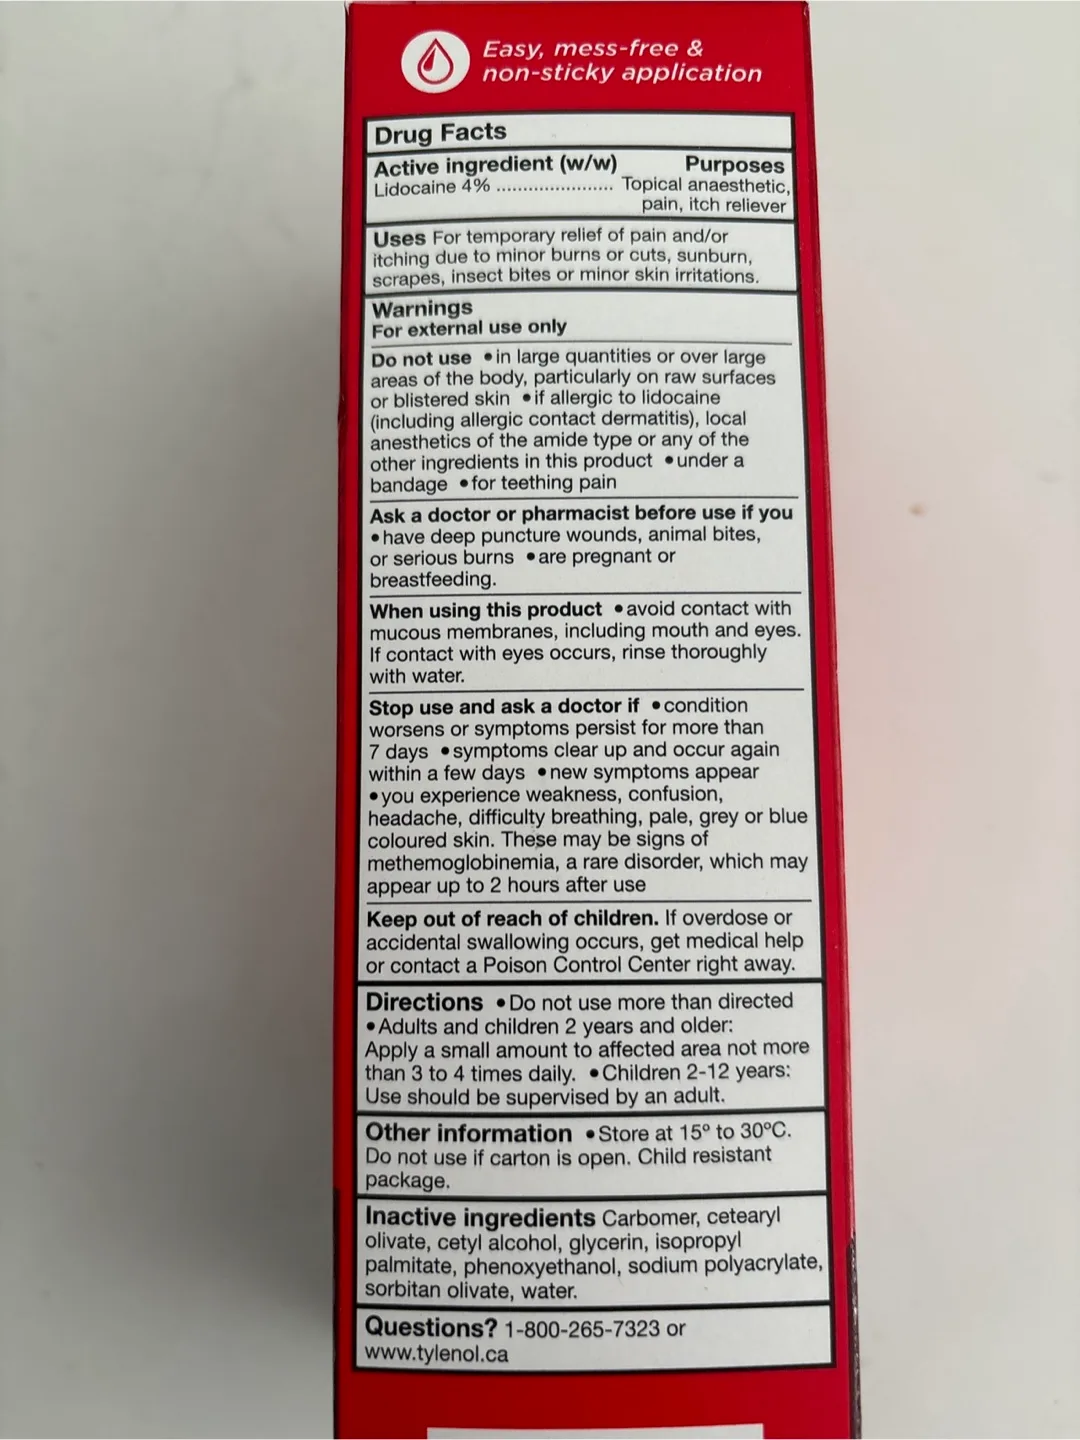 Easy, mess-free &
non-sticky application
Drug Facts
Active ingredient (w/w) Purposes
Lidocaine 4% ...................... Topical anaesthetic,
pain, itch reliever
Uses For temporary relief of pain and/or
itching due to minor burns or cuts, sunburn,
scrapes, insect bites or minor skin irritations.
Warnings
For external use only
Do not use •in large quantities or over large
areas of the body, particularly on raw surfaces
or blistered skin •if allergic to lidocaine
(including allergic contact dermatitis), local
anesthetics of the amide type or any of the
other ingredients in this product •under a
bandage •for teething pain
Ask a doctor or pharmacist before use if you
•have deep puncture wounds, animal bites,
or serious burns •are pregnant or
breastfeeding.
When using this product •avoid contact with
mucous membranes, including mouth and eyes.
If contact with eyes occurs, rinse thoroughly
with water.
Stop use and ask a doctor if •condition
worsens or symptoms persist for more than
7 days •symptoms clear up and occur again
within a few days •new symptoms appear
•you experience weakness, confusion,
headache, difficulty breathing, pale, grey or blue
coloured skin. These may be signs of
methemoglobinemia, a rare disorder, which may
appear up to 2 hours after use
Keep out of reach of children. If overdose or
accidental swallowing occurs, get medical help
or contact a Poison Control Center right away.
Directions •Do not use more than directed
•Adults and children 2 years and older:
Apply a small amount to affected area not more
than 3 to 4 times daily. •Children 2-12 years:
Use should be supervised by an adult.
Other information •Store at 15° to 30°C.
Do not use if carton is open. Child resistant
package.
Inactive ingredients Carbomer, cetearyl
olivate, cetyl alcohol, glycerin, isopropyl
palmitate, phenoxyethanol, sodium polyacrylate,
sorbitan olivate, water.
Questions? 1-800-265-7323 or
www.tylenol.ca